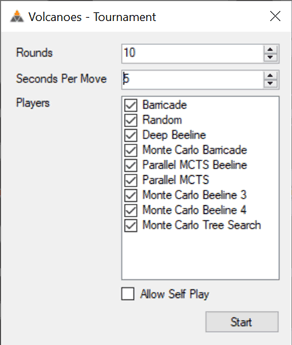 Volcanoes - Tournament
Rounds 10
Seconds Per Move 5
Players
Barricade
Random
Deep Beeline
Monte Carlo Barricade
Parallel MCTS Beeline
Parallel MCTS
Monte Carlo Beeline 3
Monte Carlo Beeline 4
Monte Carlo Tree Search
Allow Self Play
Start